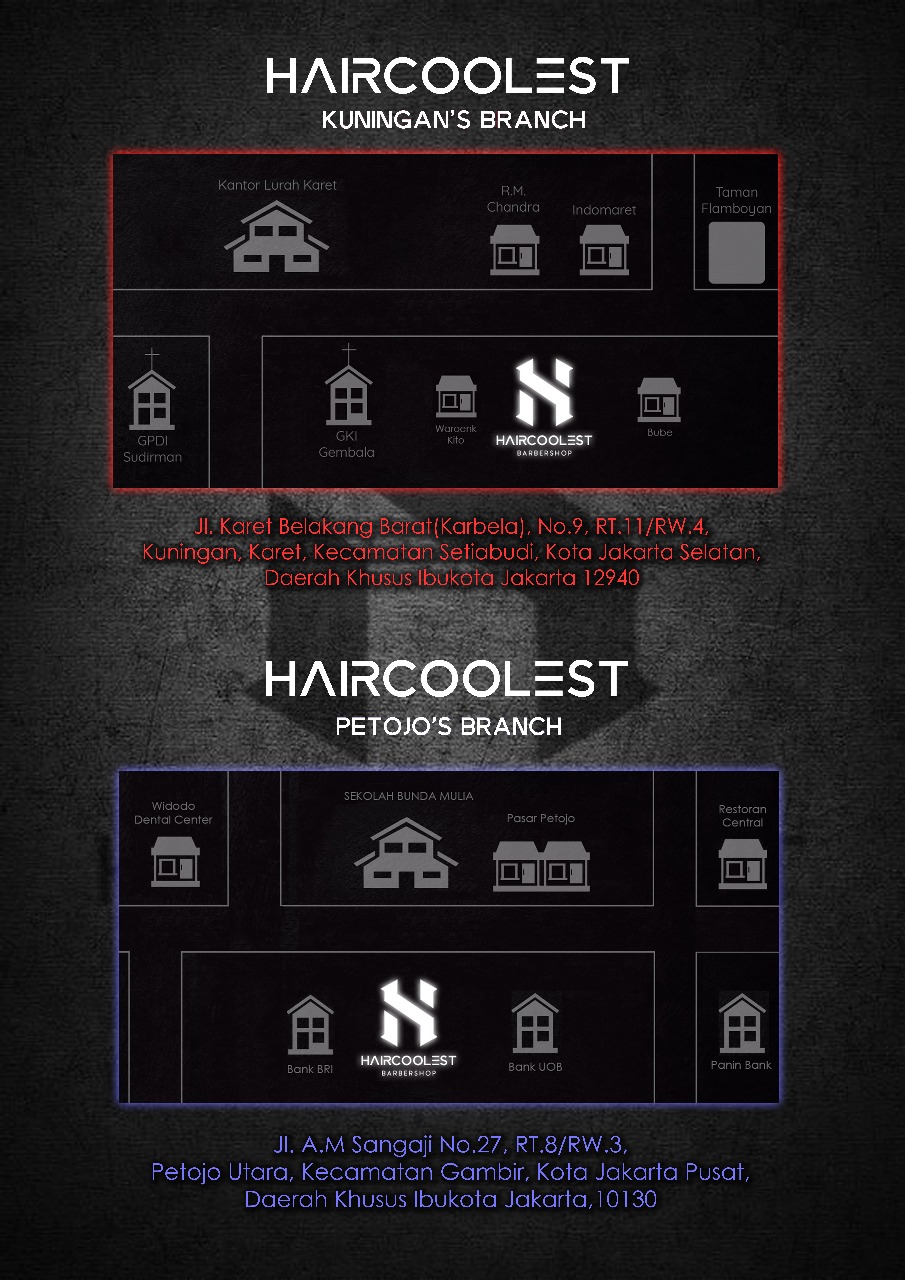 HAIRCOOLEST
KUNINGAN'S BRANCH
Kantor Lurah Karet
R.M.
Chandra
Indomaret
Taman
Flamboyan
GPDI
Sudirman
GKI
Gembala
Waroenk
Kito
HAIRCOOLEST
BARBERSHOP
Bube
Jl. Karet Belakang Barat(Karbela), No.9, RT.11/RW.4,
Kuningan, Karet, Kecamatan Setiabudi, Kota Jakarta Selatan,
Daerah Khusus Ibukota Jakarta 12940
HAIRCOOLEST
PETOJO'S BRANCH
Widodo
Dental Center
SEKOLAH BUNDA MULIA
Pasar Petojo
Restoran
Central
Bank BRI
HAIRCOOLEST
BARBERSHOP
Bank UOB
Panin Bank
Jl. A.M Sangaji No.27, RT.8/RW.3,
Petojo Utara, Kecamatan Gambir, Kota Jakarta Pusat,
Daerah Khusus Ibukota Jakarta,10130